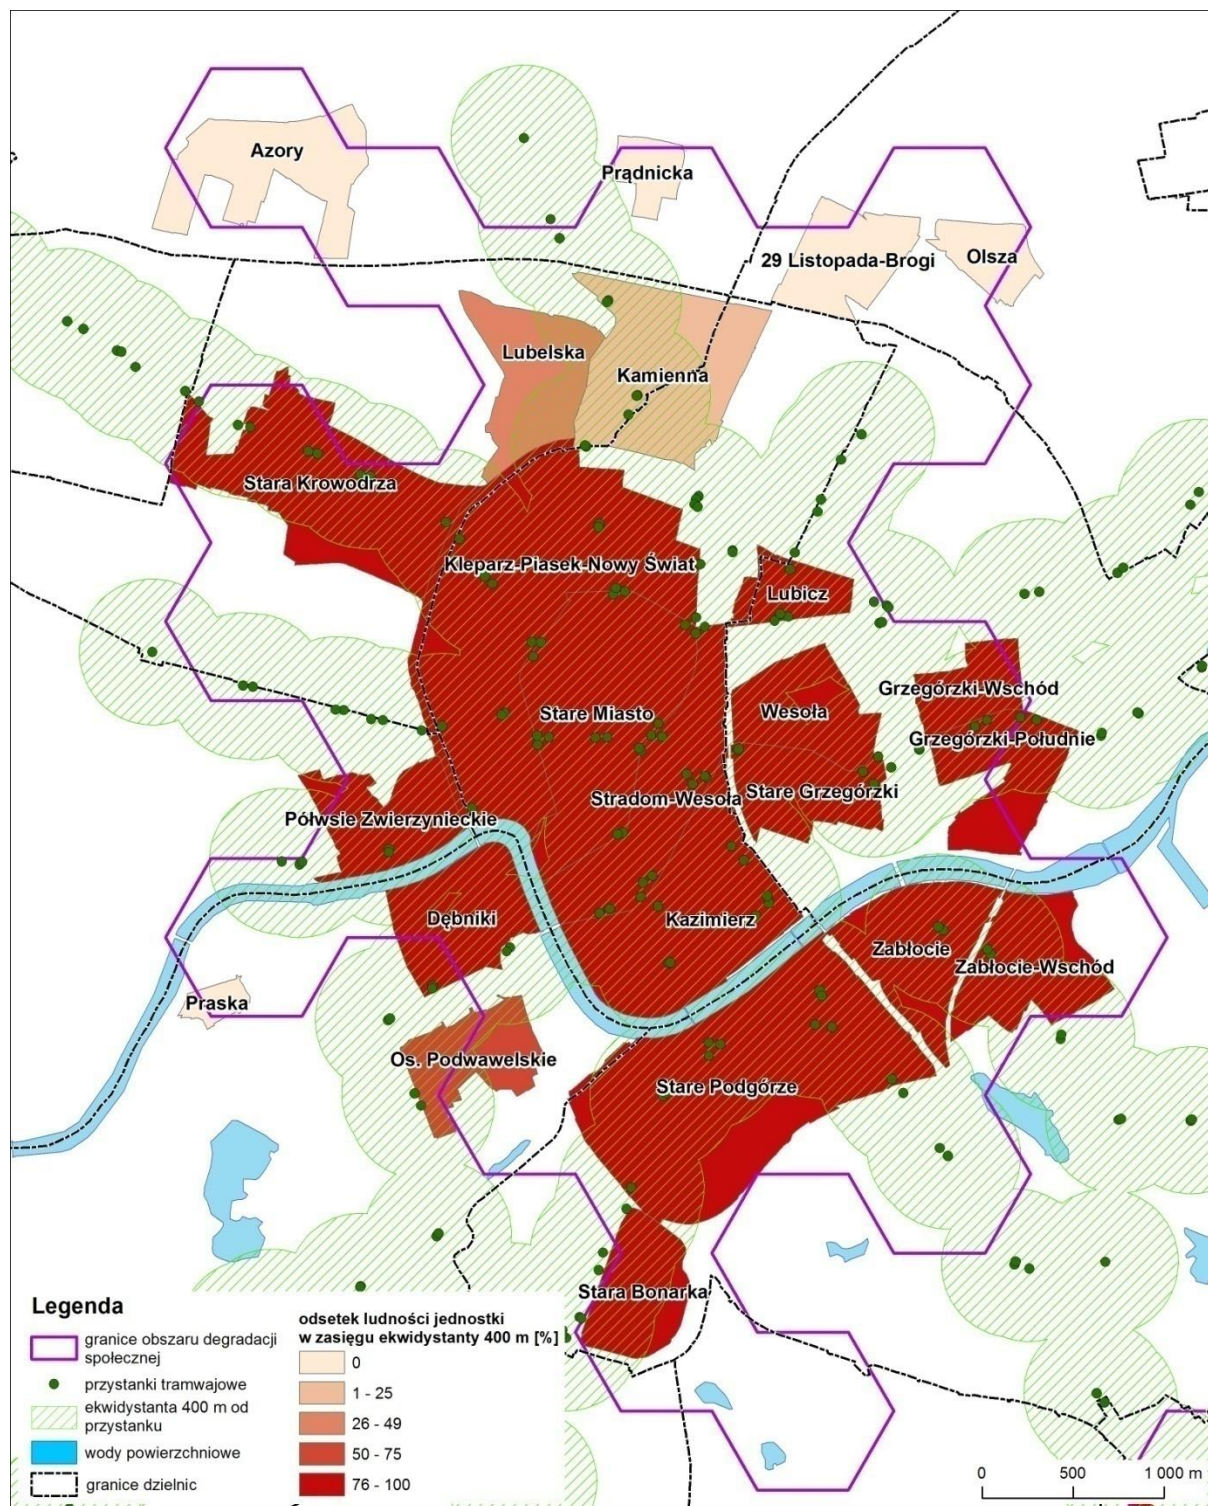 Azory
Prądnicka
29 Listopada-Brogi
Olsza
Lubelska
Kamienna
Stara Krowodrza
Kleparz-Piasek-Nowy Świat
Lubicz
Grzegórzki-Wschód
Wesoła
Stare Miasto
Grzegórzki-Południe
Stradom-Wesoła
Stare Grzegórzki
Półwsie Zwierzynieckie
Dębniki
Kazimierz
Zabłocie
Zabłocie-Wschód
Praska
Os. Podwawelskie
Stare Podgórze
Stara Bonarka
Legenda
granice obszaru degradacji
społecznej
przystanki tramwajowe
ekwidystanta 400 m od
przystanku
wody powierzchniowe
granice dzielnic
odsetek ludności jednostki
w zasięgu ekwidystanty 400 m [%]
0
1 - 25
26 - 49
50 - 75
76 - 100
0 500 1 000 m